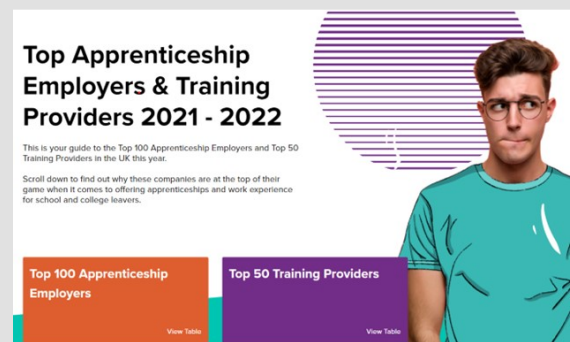 Top Apprenticeship
Employers & Training
Providers 2021 - 2022
This is your guide to the Top 100 Apprenticeship Employers and Top 50
Training Providers in the UK this year.
Scroll down to find out why these companies are at the top of their
game when it comes to offering apprenticeships and work experience
for school and college leavers.
Top 100 Apprenticeship
Employers
View Table
Top 50 Training Providers
View Table